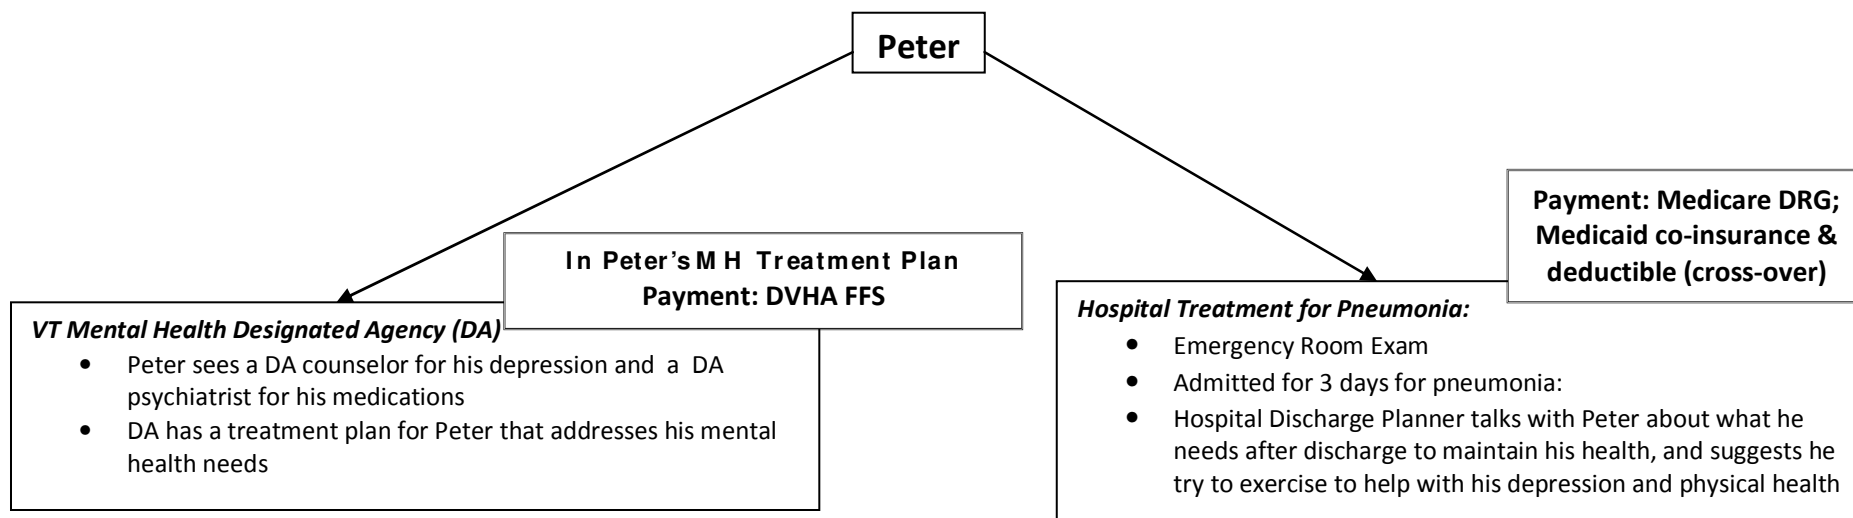 Peter
In Peter's MH Treatment Plan
Payment: DVHA FFS
VT Mental Health Designated Agency (DA)
• Peter sees a DA counselor for his depression and a DA
psychiatrist for his medications
• DA has a treatment plan for Peter that addresses his mental
health needs
Payment: Medicare DRG;
Medicaid co-insurance &
deductible (cross-over)
Hospital Treatment for Pneumonia:
• Emergency Room Exam
• Admitted for 3 days for pneumonia:
• Hospital Discharge Planner talks with Peter about what he
needs after discharge to maintain his health, and suggests he
try to exercise to help with his depression and physical health